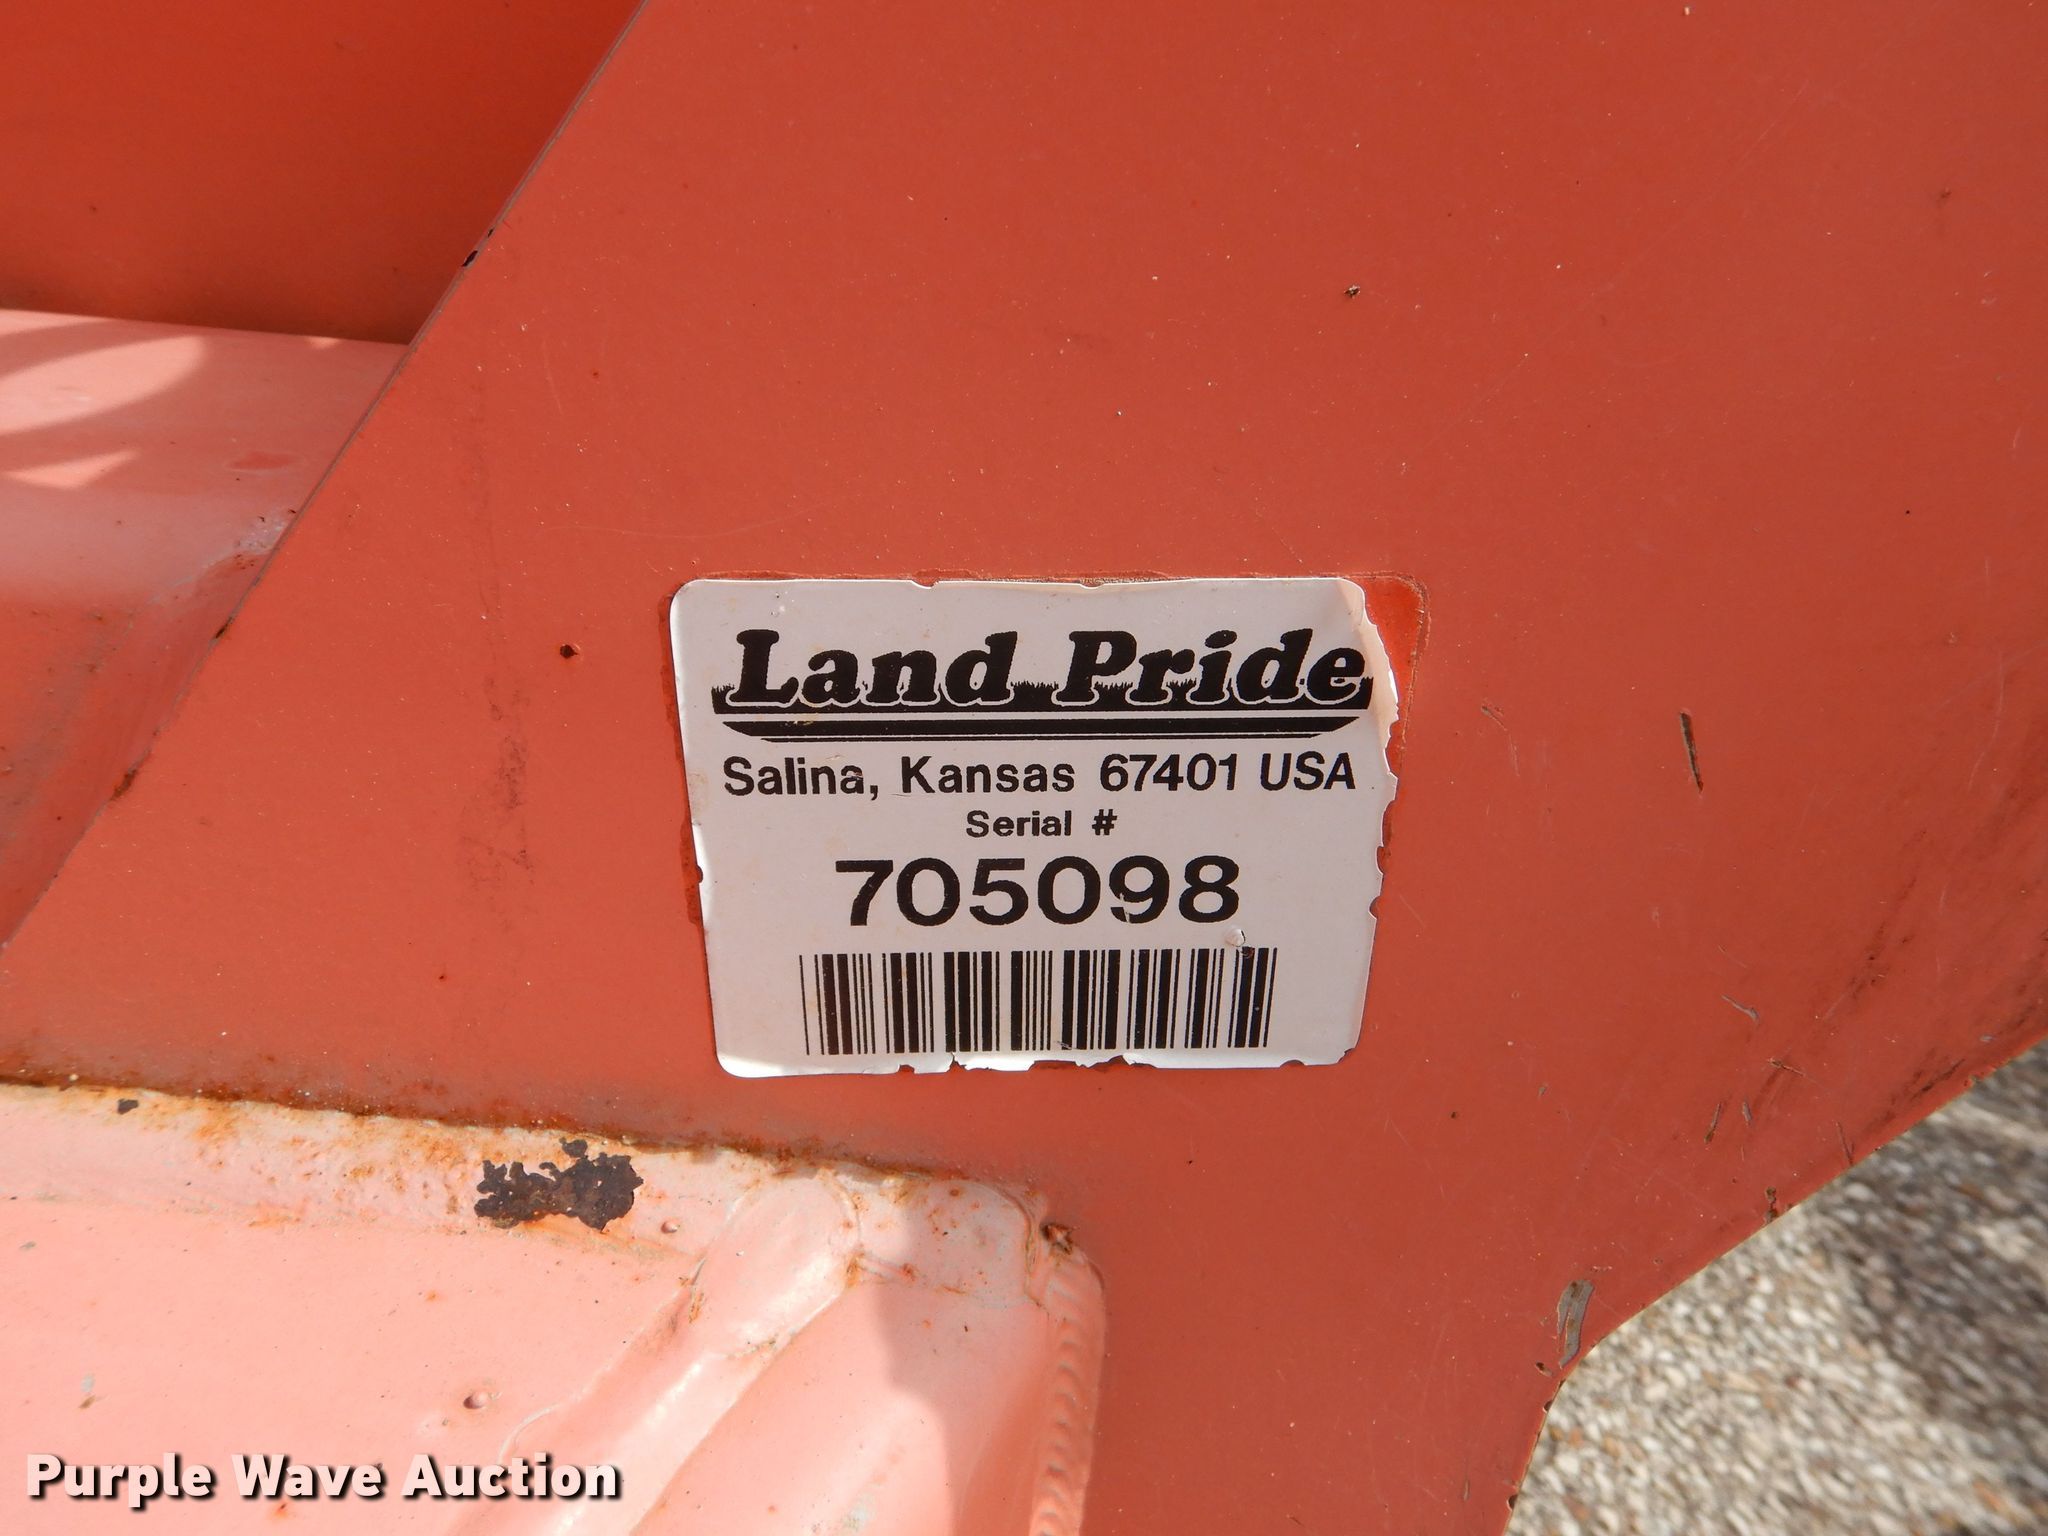 Land Pride
Salina, Kansas 67401 USA
Serial #
705098
Purple Wave Auction